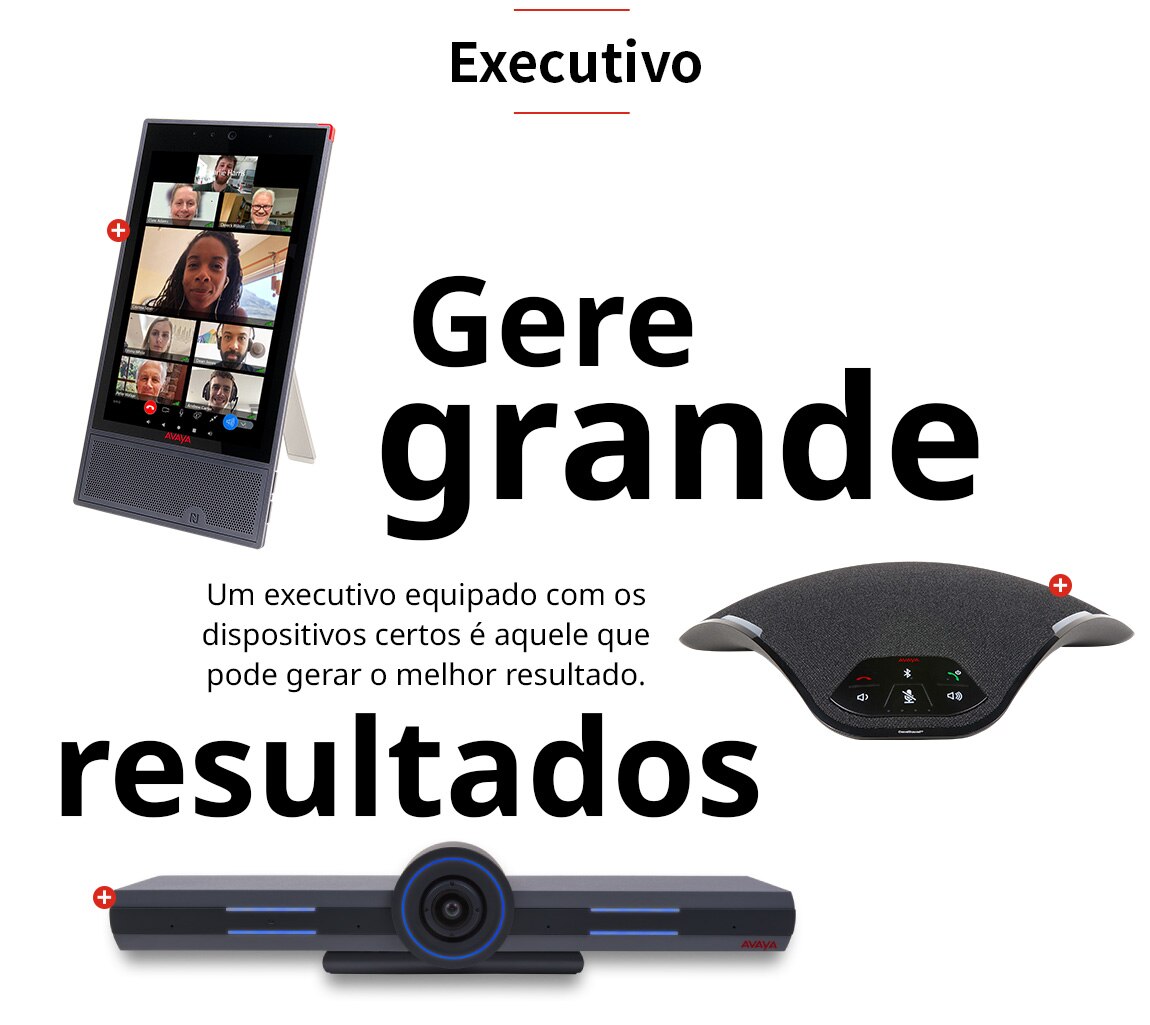 Executivo
Gere
grande
Um executivo equipado com os
dispositivos certos é aquele que
pode gerar o melhor resultado.
resultados
AVAYA
AVAYA
AVAYA